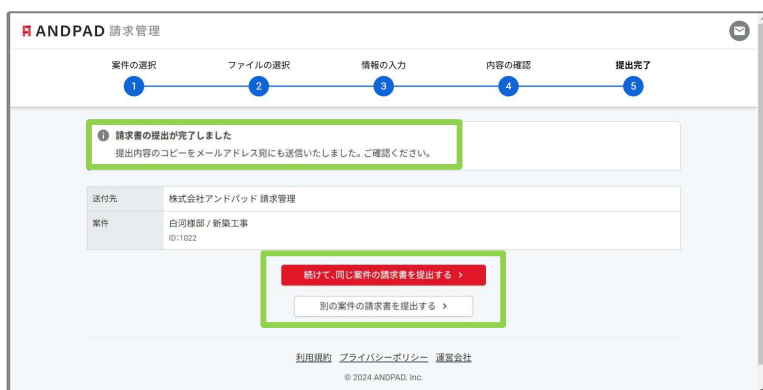 ANDPAD 請求管理
案件の選択 ファイルの選択 情報の入力 内容の確認 提出完了
1 2 3 4 5
請求書の提出が完了しました
提出内容のコピーをメールアドレス宛にも送信いたしました。ご確認ください。
送付先 株式会社アンドパッド 請求管理
案件 白河様邸 / 新築工事
ID:1022
続けて、同じ案件の請求書を提出する >
別の案件の請求書を提出する >
利用規約 プライバシーポリシー 運営会社
© 2024 ANDPAD. Inc.